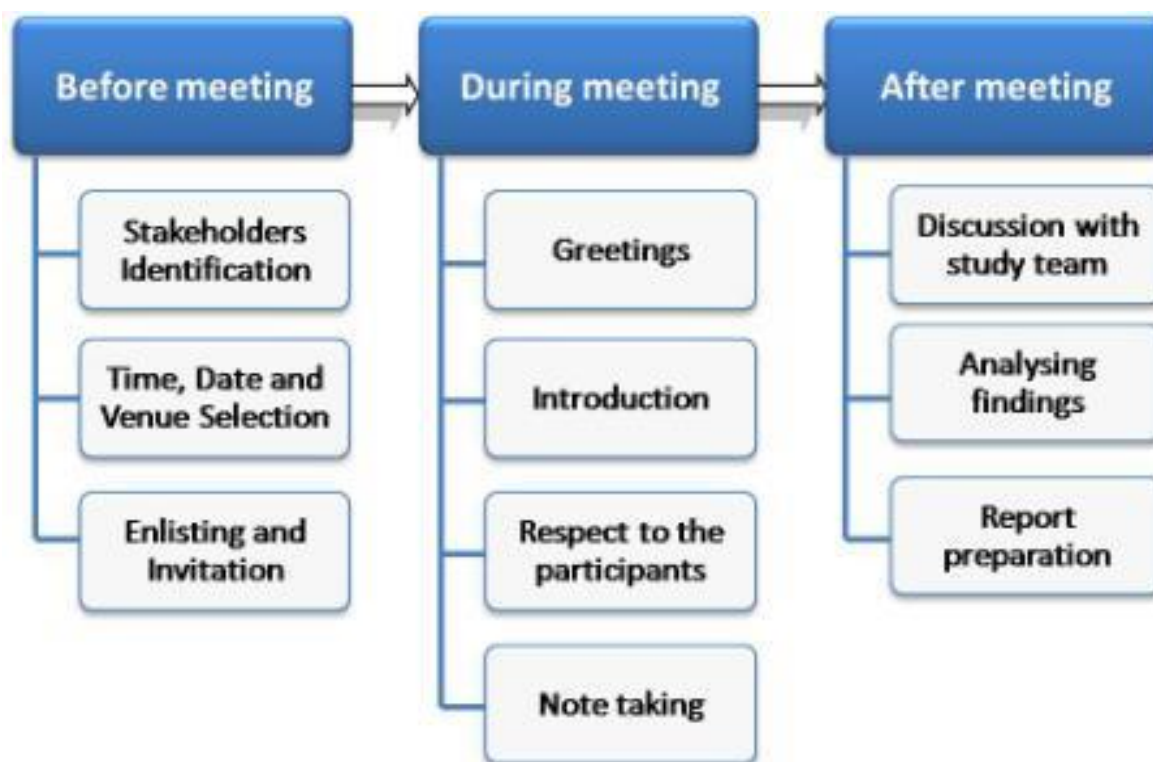 Before meeting
During meeting
After meeting
Stakeholders
Identification
Time, Date and
Venue Selection
Enlisting and
Invitation
Greetings
Introduction
Respect to the
participants
Note taking
Discussion with
study team
Analysing
findings
Report
preparation